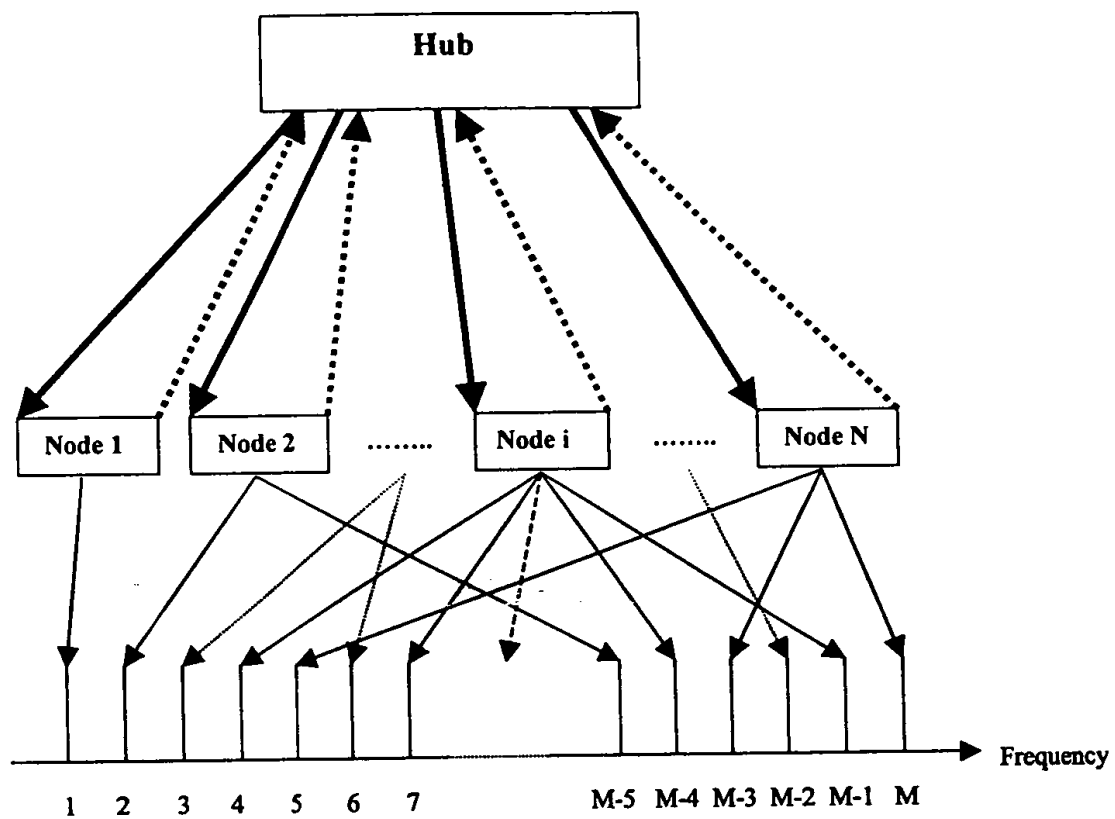 Hub
Node 1 Node 2 ........ Node i ........ Node N
Frequency
1 2 3 4 5 6 7 M-5 M-4 M-3 M-2 M-1 M